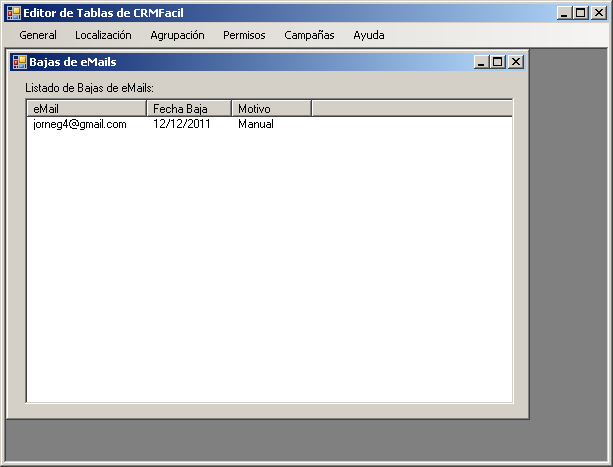 Editor de Tablas de CRMFacil
General Localización Agrupación Permisos Campañas Ayuda
Bajas de eMails
Listado de Bajas de eMails:
eMail Fecha Baja Motivo
jorneg4@gmail.com 12/12/2011 Manual